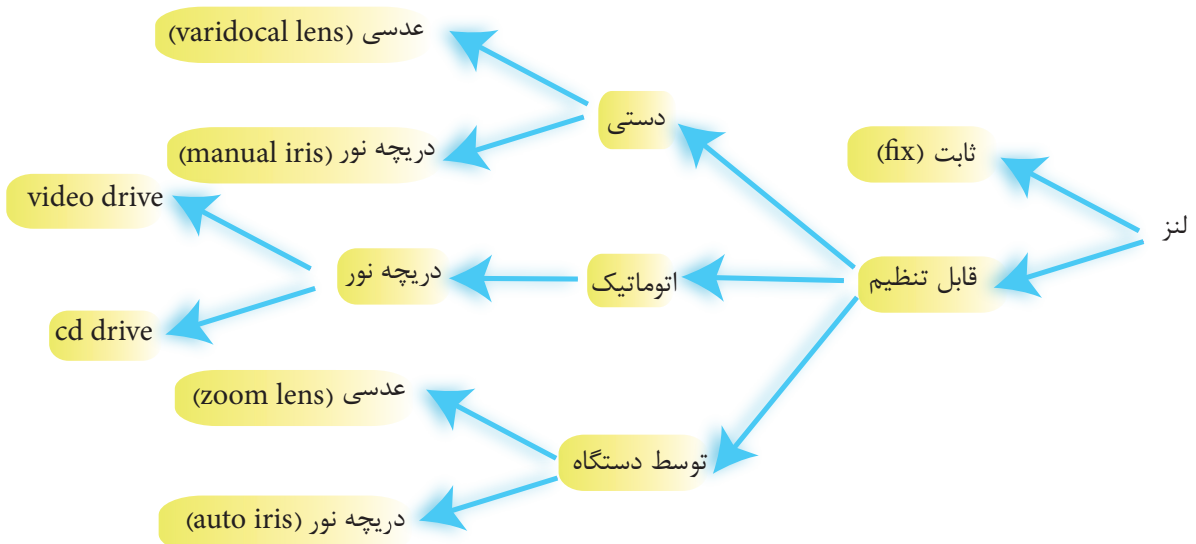 لنز
ثابت (fix)
قابل تنظیم
دستی
عدسی (varidocal lens)
دریچه نور (manual iris)
اتوماتیک
دریچه نور
video drive
cd drive
توسط دستگاه
عدسی (zoom lens)
دریچه نور (auto iris)